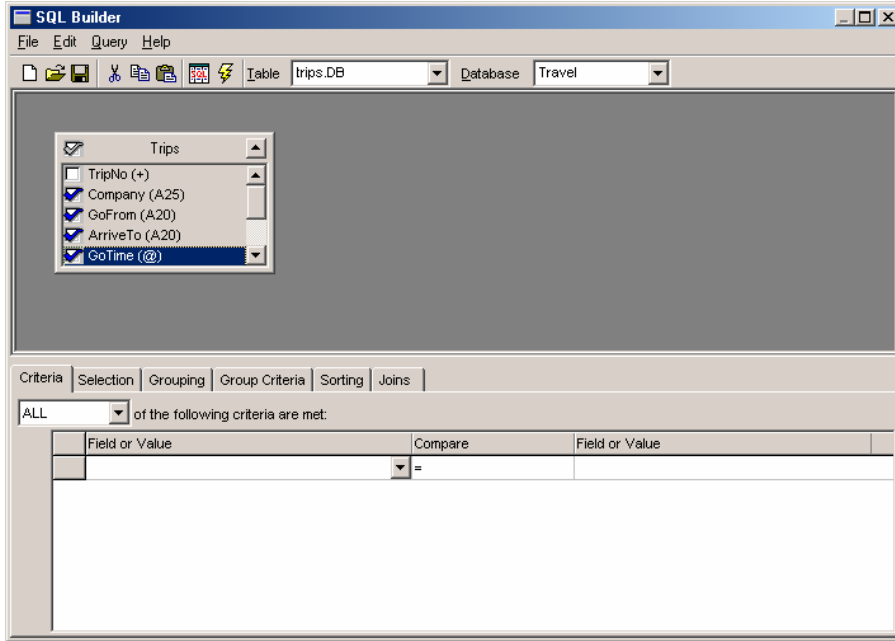 SQL Builder
File Edit Query Help
SQL Table trips.DB Database Travel
Trips
TripNo (+)
Company (A25)
GoFrom (A20)
ArriveTo (A20)
GoTime (@)
Criteria Selection Grouping Group Criteria Sorting Joins
ALL of the following criteria are met:
Field or Value Compare Field or Value
=